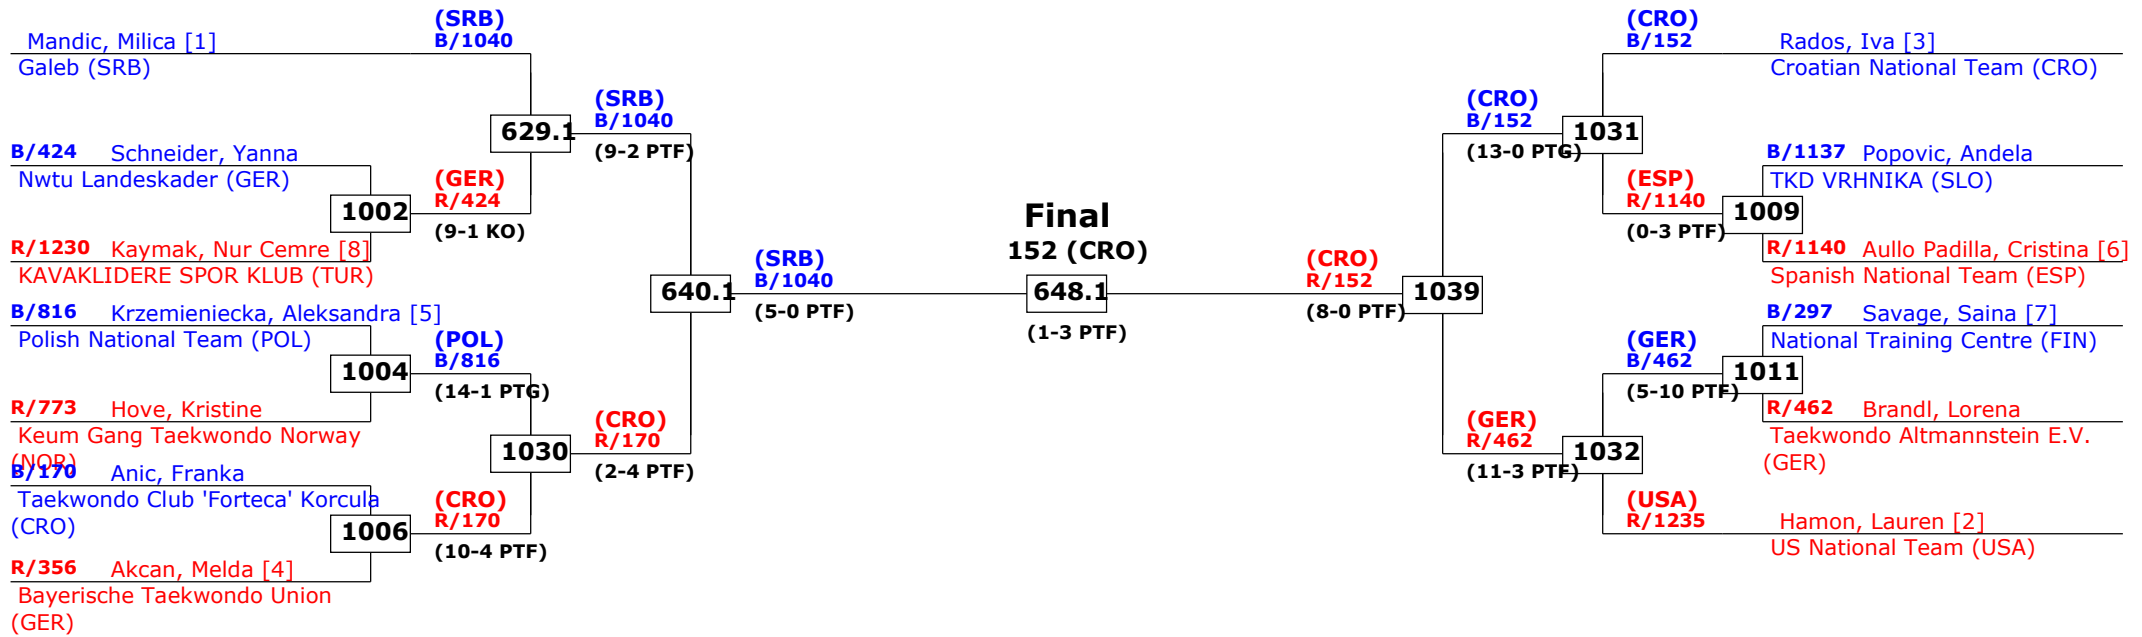 (SRB)
B/1040
Mandic, Milica [1]
Galeb (SRB)
629.1
(SRB)
B/1040
(9-2 PTF)
B/424 Schneider, Yanna
Nwtu Landeskader (GER)
1002
(GER)
R/424
(9-1 KO)
R/1230 Kaymak, Nur Cemre [8]
KAVAKLIDERE SPOR KLUB (TUR)
640.1
(SRB)
B/1040
(5-0 PTF)
B/816 Krzemieniecka, Aleksandra [5]
Polish National Team (POL)
1004
(POL)
B/816
(14-1 PTG)
R/773 Hove, Kristine
Keum Gang Taekwondo Norway
(NOR)
1030
(CRO)
R/170
(2-4 PTF)
B/170 Anic, Franka
Taekwondo Club 'Forteca' Korcula
(CRO)
1006
(CRO)
R/170
(10-4 PTF)
R/356 Akcan, Melda [4]
Bayerische Taekwondo Union
(GER)
Final
152 (CRO)
648.1
(1-3 PTF)
(CRO)
R/152
(8-0 PTF)
1039
(CRO)
B/152
(13-0 PTG)
1031
(CRO)
B/152
Rados, Iva [3]
Croatian National Team (CRO)
(ESP)
R/1140
(0-3 PTF)
1009
B/1137 Popovic, Andela
TKD VRHNIKA (SLO)
R/1140 Aullo Padilla, Cristina [6]
Spanish National Team (ESP)
B/297 Savage, Saina [7]
National Training Centre (FIN)
(GER)
B/462
(5-10 PTF)
1011
R/462 Brandl, Lorena
Taekwondo Altmannstein E.V.
(GER)
(GER)
R/462
(11-3 PTF)
1032
(USA)
R/1235
Hamon, Lauren [2]
US National Team (USA)